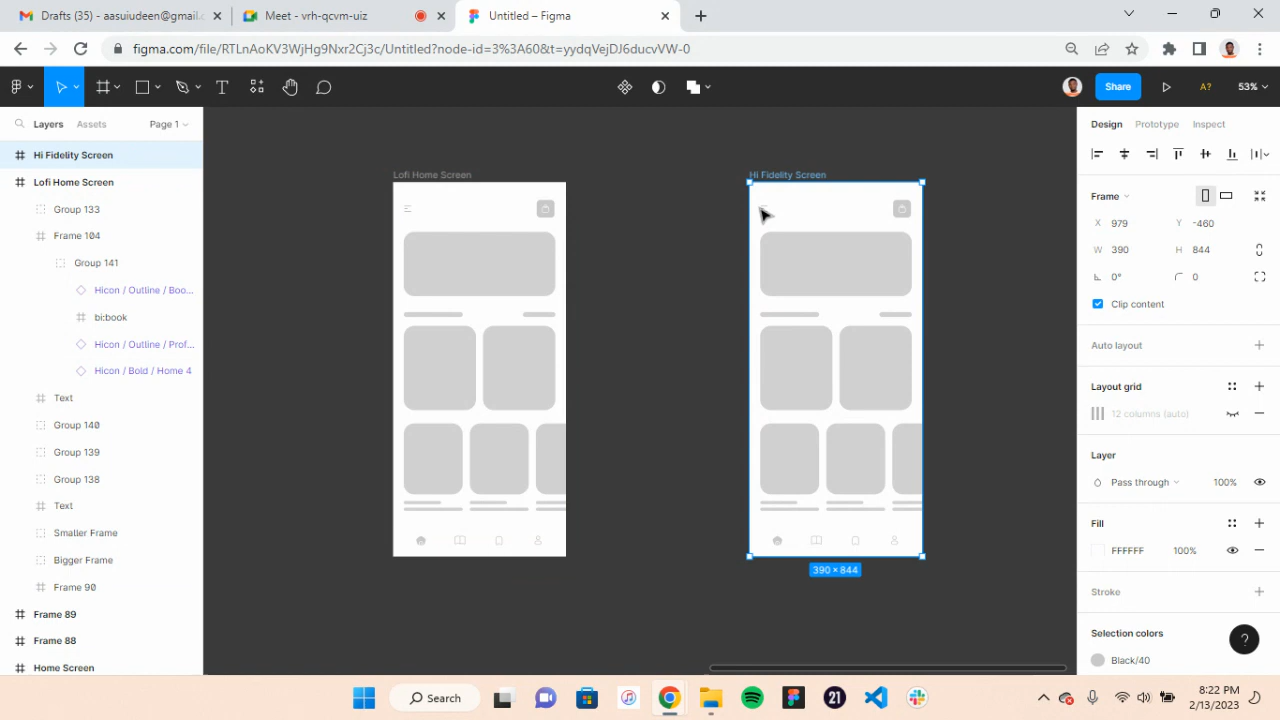 Drafts (35) - aasuiudeen@gmail.c
Meet - vrh-qcvm-uiz
Untitled – Figma
figma.com/file/RTLnAoKV3WjHg9Nxr2Cj3c/Untitled?node-id=3%3A60&t=yydqVejDJ6ducvVW-0
Share
A?
53%
Layers
Assets
Page 1
Design
Prototype
Inspect
Hi Fidelity Screen
Lofi Home Screen
Group 133
Frame 104
Group 141
Hicon / Outline / Boo...
bi:book
Hicon / Outline / Prof...
Hicon / Bold / Home 4
Text
Group 140
Group 139
Group 138
Text
Smaller Frame
Bigger Frame
Frame 90
Frame 89
Frame 88
Home Screen
Lofi Home Screen
Hi Fidelity Screen
390 × 844
Frame
X 979 Y -460
W 390 H 844
0° 0
Clip content
Auto layout
Layout grid
12 columns (auto)
Layer
Pass through 100%
Fill
FFFFFF 100%
Stroke
Selection colors
Black/40
?
Search
21
8:22 PM
2/13/2023